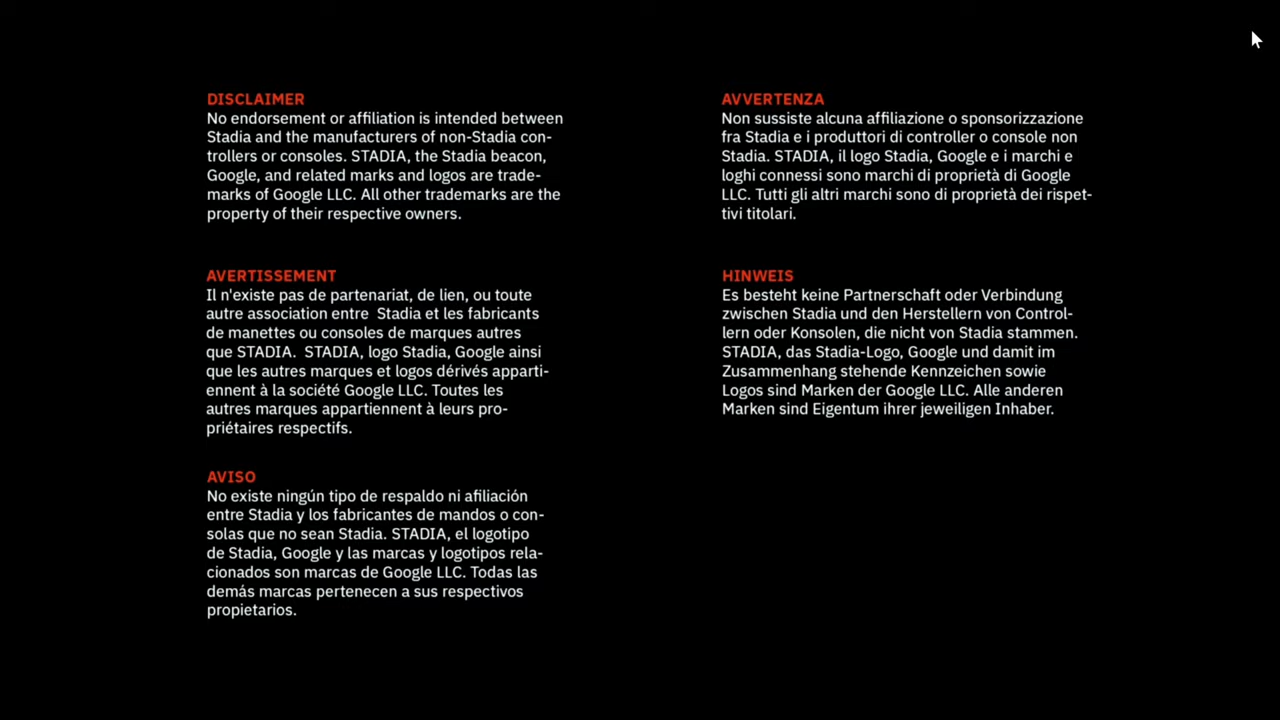 DISCLAIMER
No endorsement or affiliation is intended between
Stadia and the manufacturers of non-Stadia con-
trollers or consoles. STADIA, the Stadia beacon,
Google, and related marks and logos are trade-
marks of Google LLC. All other trademarks are the
property of their respective owners.
AVERTISSEMENT
Il n'existe pas de partenariat, de lien, ou toute
autre association entre  Stadia et les fabricants
de manettes ou consoles de marques autres
que STADIA.  STADIA, logo Stadia, Google ainsi
que les autres marques et logos dérivés apparti-
ennent à la société Google LLC. Toutes les
autres marques appartiennent à leurs pro-
priétaires respectifs.
AVISO
No existe ningún tipo de respaldo ni afiliación
entre Stadia y los fabricantes de mandos o con-
solas que no sean Stadia. STADIA, el logotipo
de Stadia, Google y las marcas y logotipos rela-
cionados son marcas de Google LLC. Todas las
demás marcas pertenecen a sus respectivos
propietarios.
AVVERTENZA
Non sussiste alcuna affiliazione o sponsorizzazione
fra Stadia e i produttori di controller o console non
Stadia. STADIA, il logo Stadia, Google e i marchi e
loghi connessi sono marchi di proprietà di Google
LLC. Tutti gli altri marchi sono di proprietà dei rispet-
tivi titolari.
HINWEIS
Es besteht keine Partnerschaft oder Verbindung
zwischen Stadia und den Herstellern von Control-
lern oder Konsolen, die nicht von Stadia stammen.
STADIA, das Stadia-Logo, Google und damit im
Zusammenhang stehende Kennzeichen sowie
Logos sind Marken der Google LLC. Alle anderen
Marken sind Eigentum ihrer jeweiligen Inhaber.